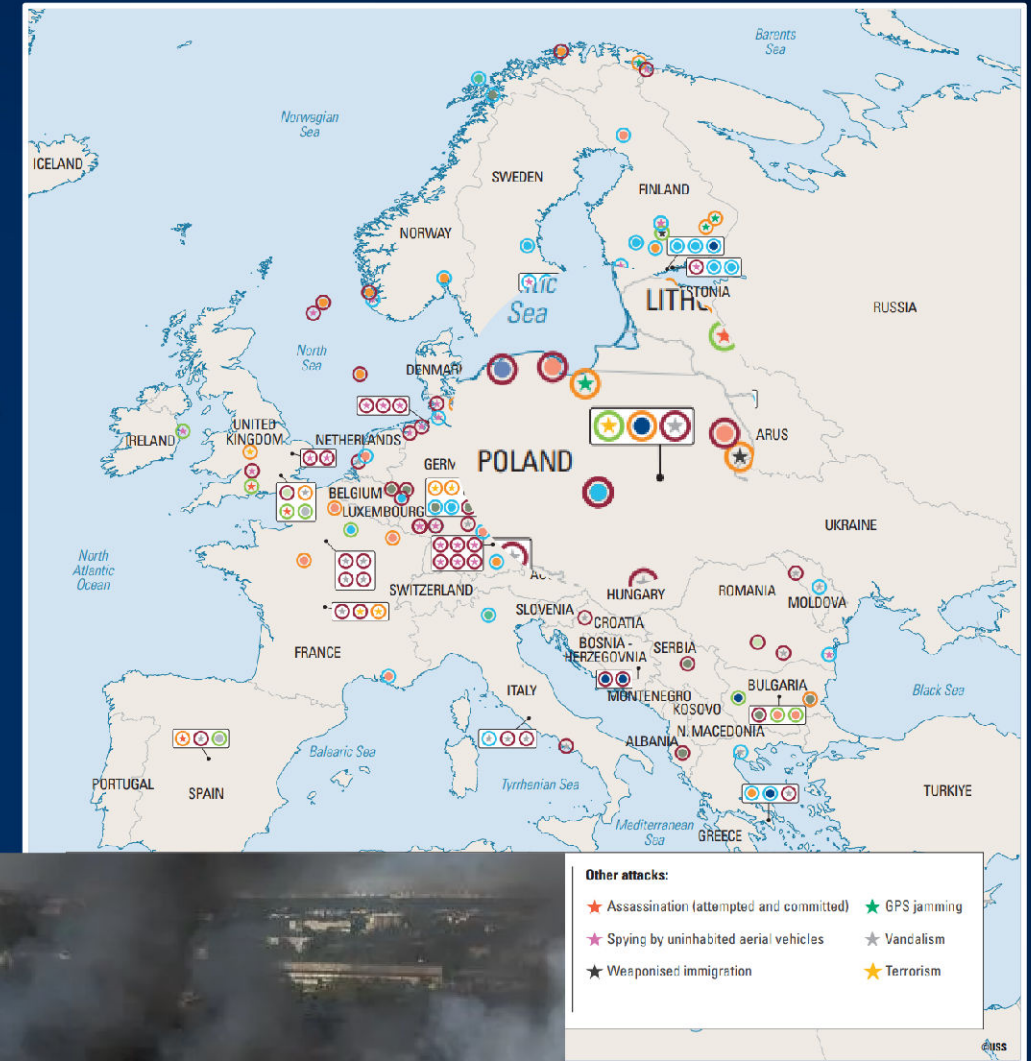 Barents
Sea
Norwegian
Sea
ICELAND
SWEDEN
FINLAND
NORWAY
ESTONIA
LITHU
RUSSIA
Sea
North
Sea
DENMAR
ARUS
UNITED
KINGDOM
IRELAND
NETHERLANDS
GERM
POLAND
BELGIUM
LUXEMBOURG
UKRAINE
North
Atlantic
Ocean
SWITZERLAND
HUNGARY
ROMANIA
MOLDOVA
SLOVENIA
CROATIA
BOSNIA -
HERZEGOVNIA
SERBIA
FRANCE
ITALY
MONTENEGRO
KOSOVO
BULGARIA
Black Sea
N. MACEDONIA
ALBANIA
Balearic Sea
Tyrrhenian Sea
PORTUGAL
SPAIN
TURKIYE
Mediterranean
Sea
GREECE
Other attacks:
Assassination (attempted and committed)
GPS jamming
Spying by uninhabited aerial vehicles
Vandalism
Weaponised immigration
Terrorism